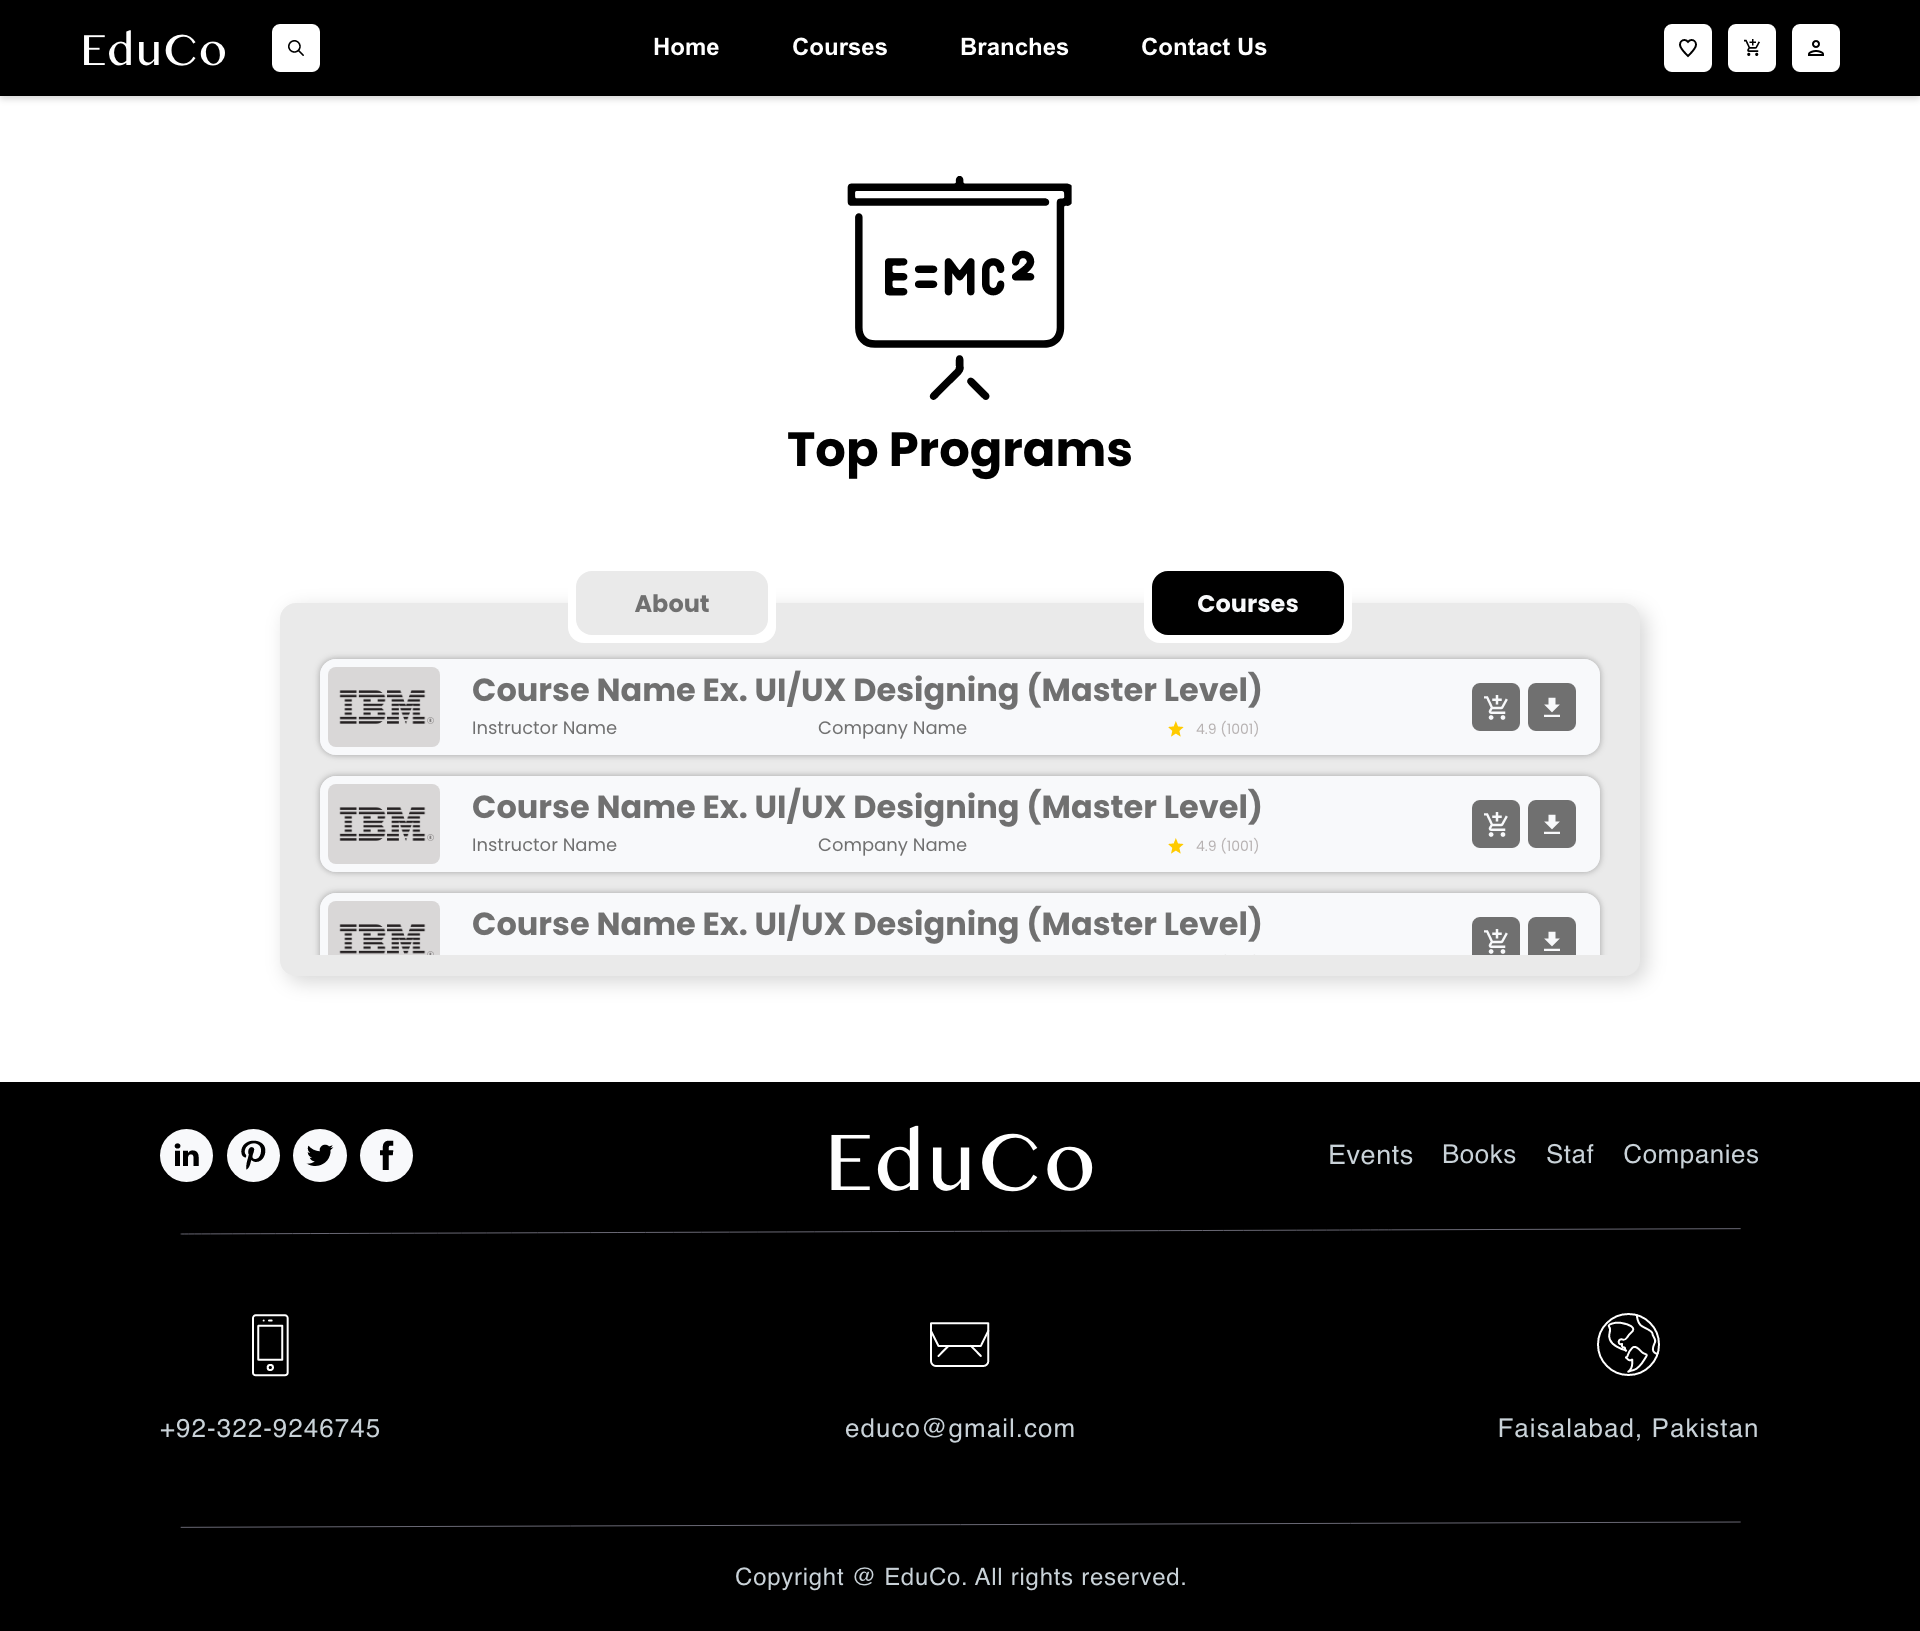 EduCo
Home Courses Branches Contact Us
E=MC²
Top Programs
About Courses
IBM®
Course Name Ex. UI/UX Designing (Master Level)
Instructor Name Company Name 4.9 (1001)
IBM®
Course Name Ex. UI/UX Designing (Master Level)
Instructor Name Company Name 4.9 (1001)
IBM
Course Name Ex. UI/UX Designing (Master Level)
in f
EduCo
Events Books Staf Companies
+92-322-9246745
educo@gmail.com
Faisalabad, Pakistan
Copyright @ EduCo. All rights reserved.